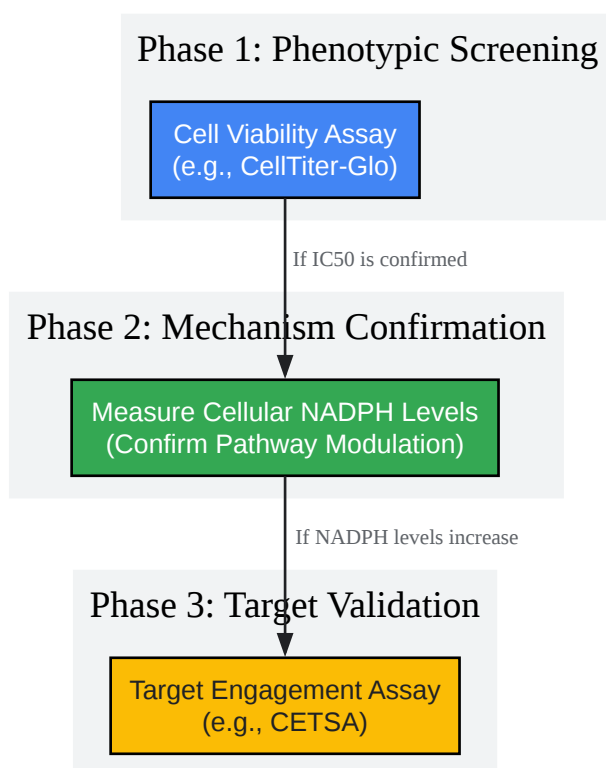 Phase 1: Phenotypic Screening
Cell Viability Assay
(e.g., CellTiter-Glo)
If IC50 is confirmed
Phase 2: Mechanism Confirmation
Measure Cellular NADPH Levels
(Confirm Pathway Modulation)
If NADPH levels increase
Phase 3: Target Validation
Target Engagement Assay
(e.g., CETSA)